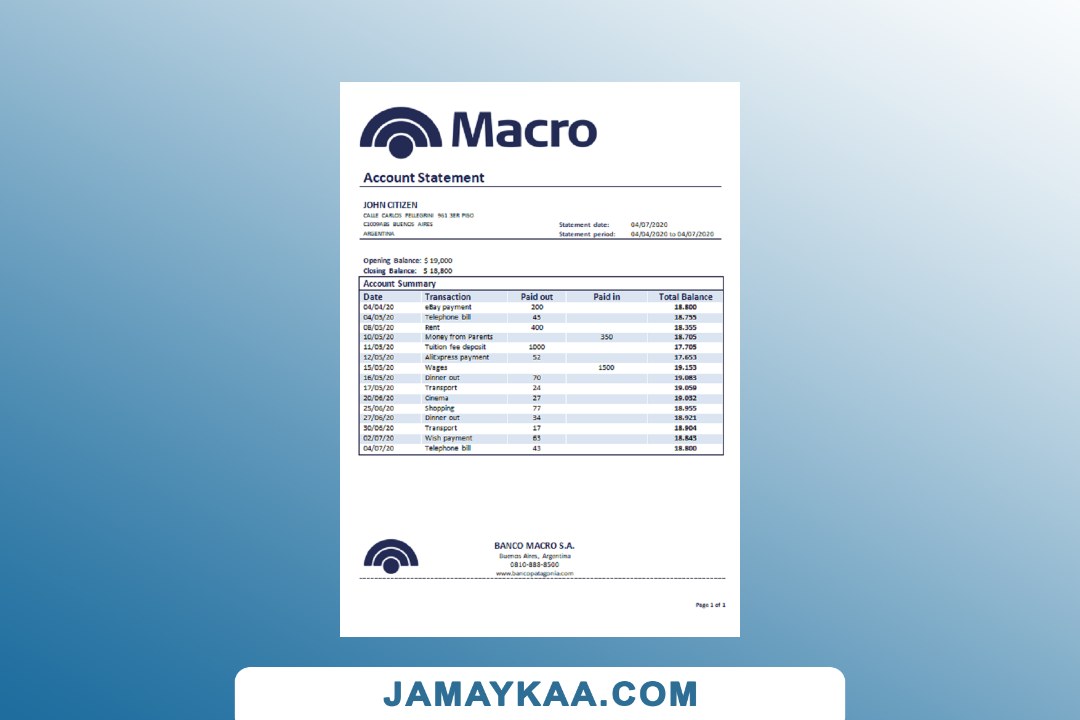 Macro
Account Statement
JOHN CITIZEN
CALLE CARLOS PELLEGRINI 961 3ER PISO
C1009ABS BUENOS AIRES
ARGENTINA
Statement date: 04/07/2020
Statement period: 04/04/2020 to 04/07/2020
Opening Balance: $ 19,000
Closing Balance: $ 18,800
Account Summary
Date Transaction Paid out Paid in Total Balance
04/04/20 eBay payment 200 18.800
04/05/20 Telephone bill 45 18.755
08/05/20 Rent 400 18.355
10/05/20 Money from Parents 350 18.705
11/05/20 Tuition fee deposit 1000 17.705
12/05/20 AliExpress payment 52 17.653
15/05/20 Wages 1500 19.153
16/05/20 Dinner out 70 19.083
17/05/20 Transport 24 19.059
20/06/20 Cinema 27 19.032
25/06/20 Shopping 77 18.955
27/06/20 Dinner out 34 18.921
30/06/20 Transport 17 18.904
02/07/20 Wish payment 18.843
04/07/20 Telephone bill 43 18.800
BANCO MACRO S.A.
Buenos Aires, Argentina
0810-888-8500
www.bancopatagonia.com
Page 1 of 1
JAMAYKAA.COM